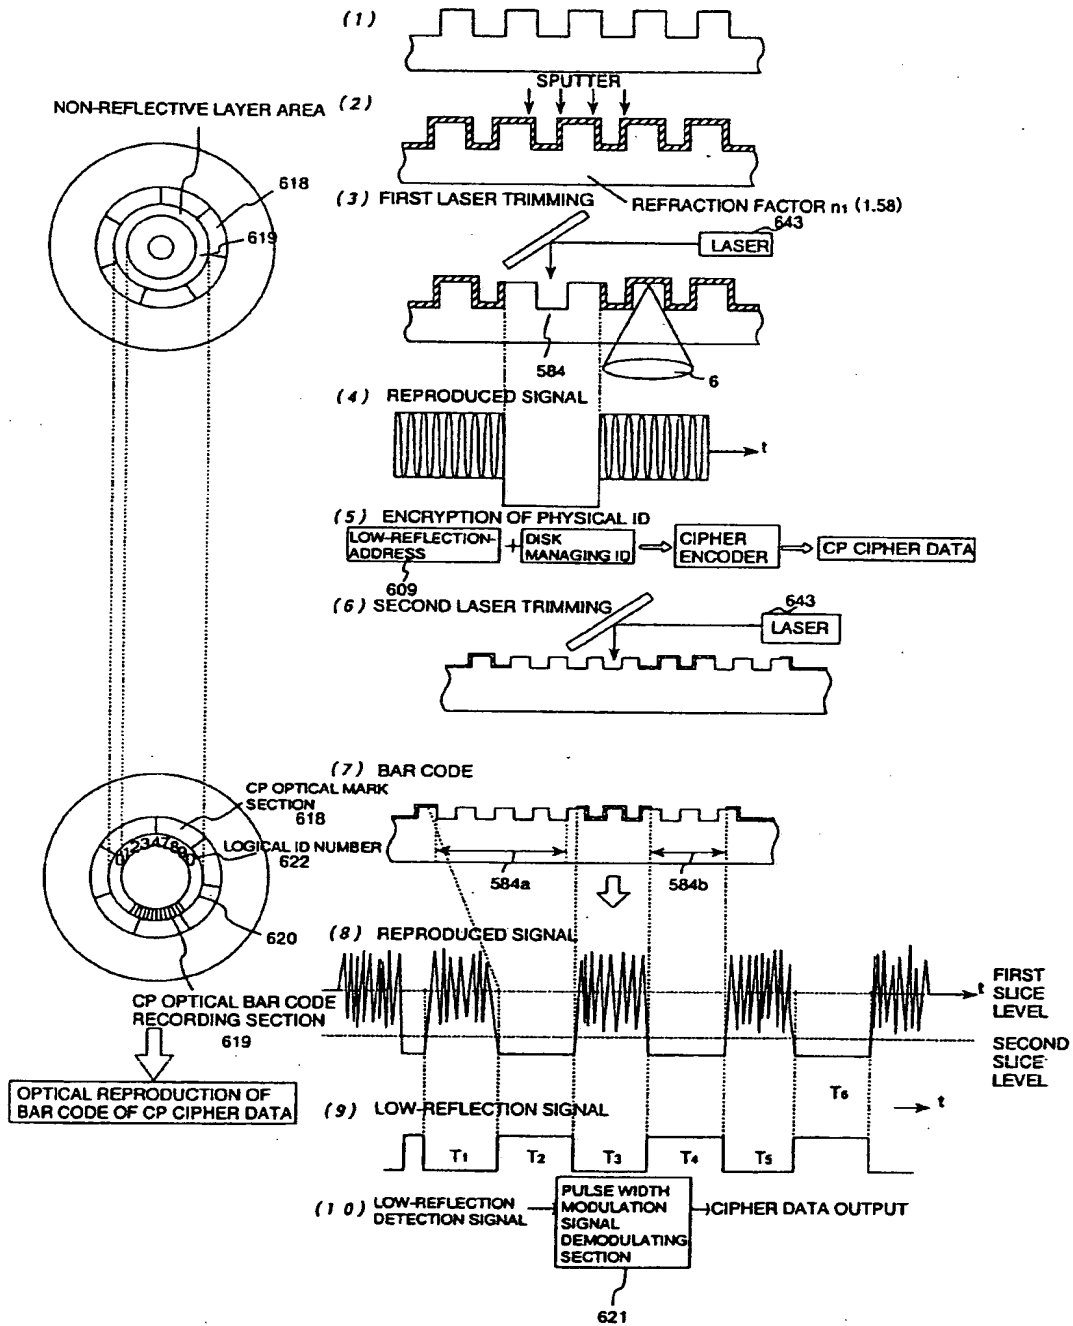 (1)
SPUTTER
(2)
NON-REFLECTIVE LAYER AREA
618
619
REFRACTION FACTOR n1 (1.58)
(3) FIRST LASER TRIMMING
643
LASER
584
6
(4) REPRODUCED SIGNAL
t
(5) ENCRYPTION OF PHYSICAL ID
LOW-REFLECTION-
ADDRESS
+
DISK
MANAGING ID
CIPHER
ENCODER
CP CIPHER DATA
609
(6) SECOND LASER TRIMMING
643
LASER
(7) BAR CODE
584a
584b
CP OPTICAL MARK
SECTION
618
LOGICAL ID NUMBER
622
620
CP OPTICAL BAR CODE
RECORDING SECTION
619
OPTICAL REPRODUCTION OF
BAR CODE OF CP CIPHER DATA
(8) REPRODUCED SIGNAL
t
FIRST
SLICE
LEVEL
SECOND
SLICE
LEVEL
(9) LOW-REFLECTION SIGNAL
T6
t
T1 T2 T3 T4 T5
(10) LOW-REFLECTION
DETECTION SIGNAL
PULSE WIDTH
MODULATION
SIGNAL
DEMODULATING
SECTION
CIPHER DATA OUTPUT
621